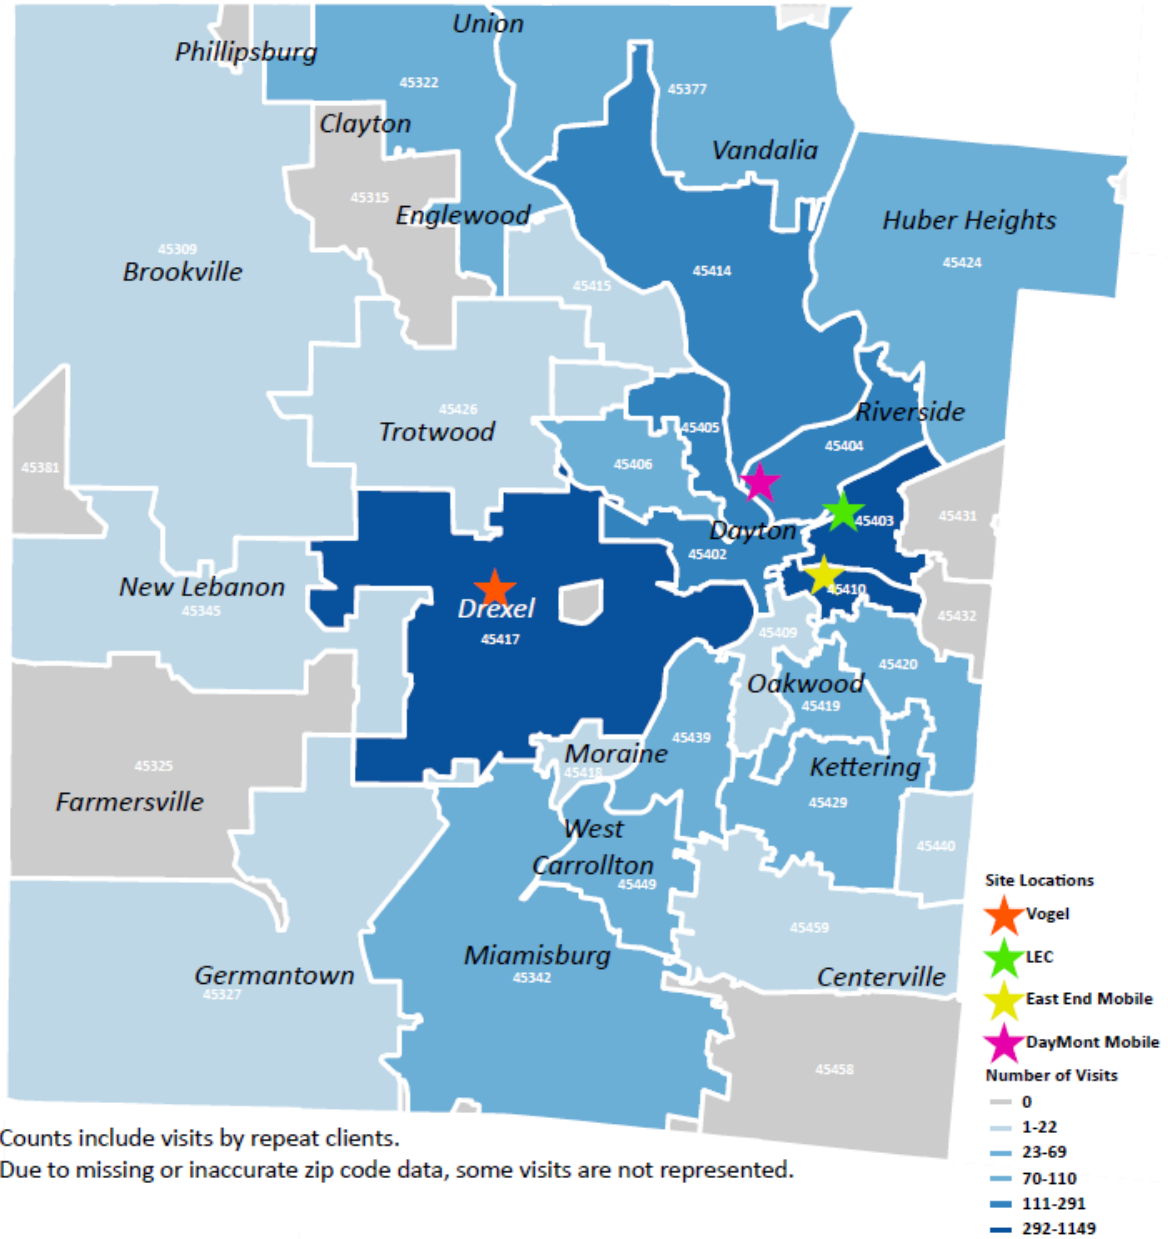 Union
Phillipsburg
45322
45377
Clayton
Vandalia
45315
Englewood
Huber Heights
45309
Brookville
45424
45414
45415
45426
Trotwood
Riverside
45405
45404
45406
45381
45403
45431
Dayton
45402
New Lebanon
45345
Drexel
45417
45410
45432
45409
45420
Oakwood
45419
45439
Moraine
45418
Kettering
45325
Farmersville
45429
West
Carrollton
45449
45440
45459
Miamisburg
45342
Centerville
Germantown
45327
45458
Site Locations
Vogel
LEC
East End Mobile
DayMont Mobile
Number of Visits
0
1-22
23-69
70-110
111-291
292-1149
Counts include visits by repeat clients.
Due to missing or inaccurate zip code data, some visits are not represented.